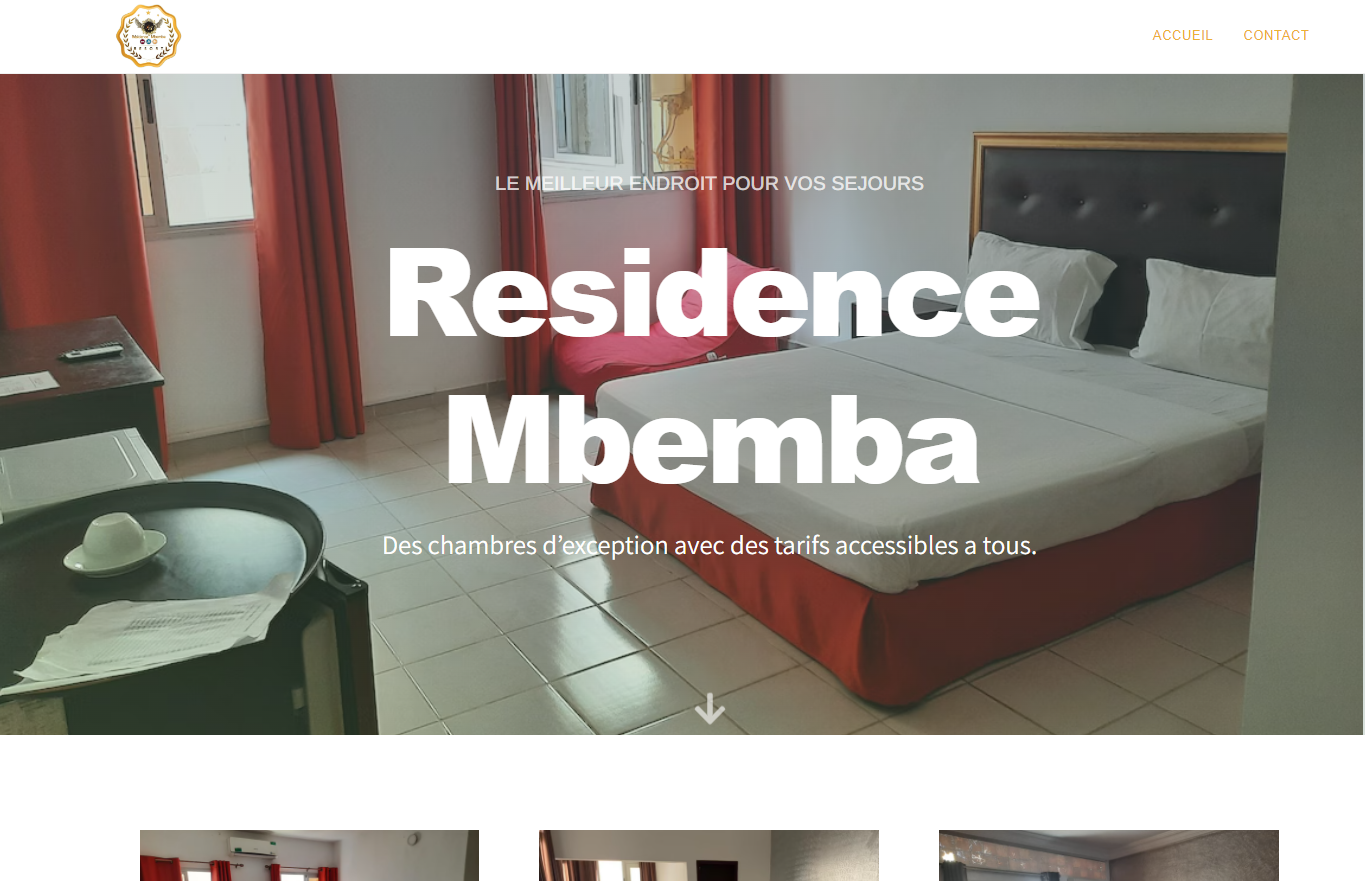 ACCUEIL
CONTACT
LE MEILLEUR ENDROIT POUR VOS SEJOURS
Residence
Mbemba
Des chambres d’exception avec des tarifs accessibles a tous.